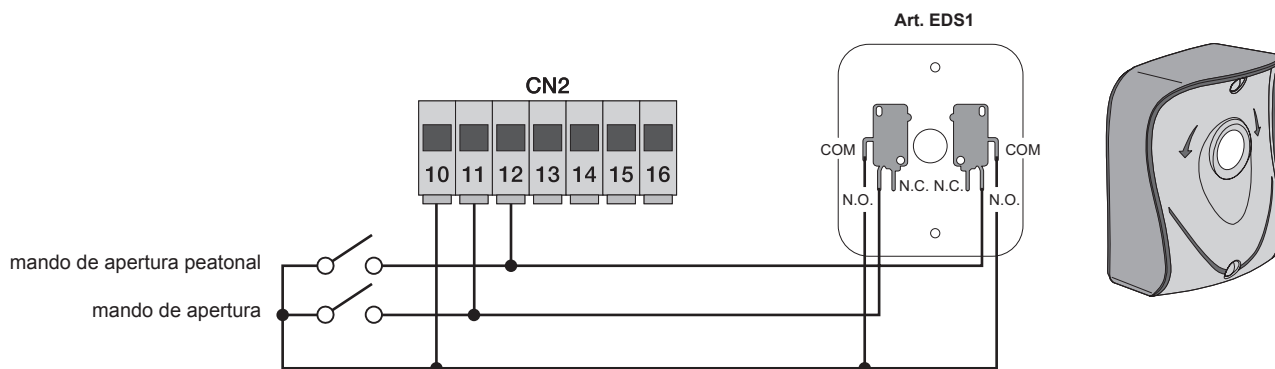 Art. EDS1
CN2
10 11 12 13 14 15 16
COM COM
N.C. N.C.
N.O. N.O.
mando de apertura peatonal
mando de apertura